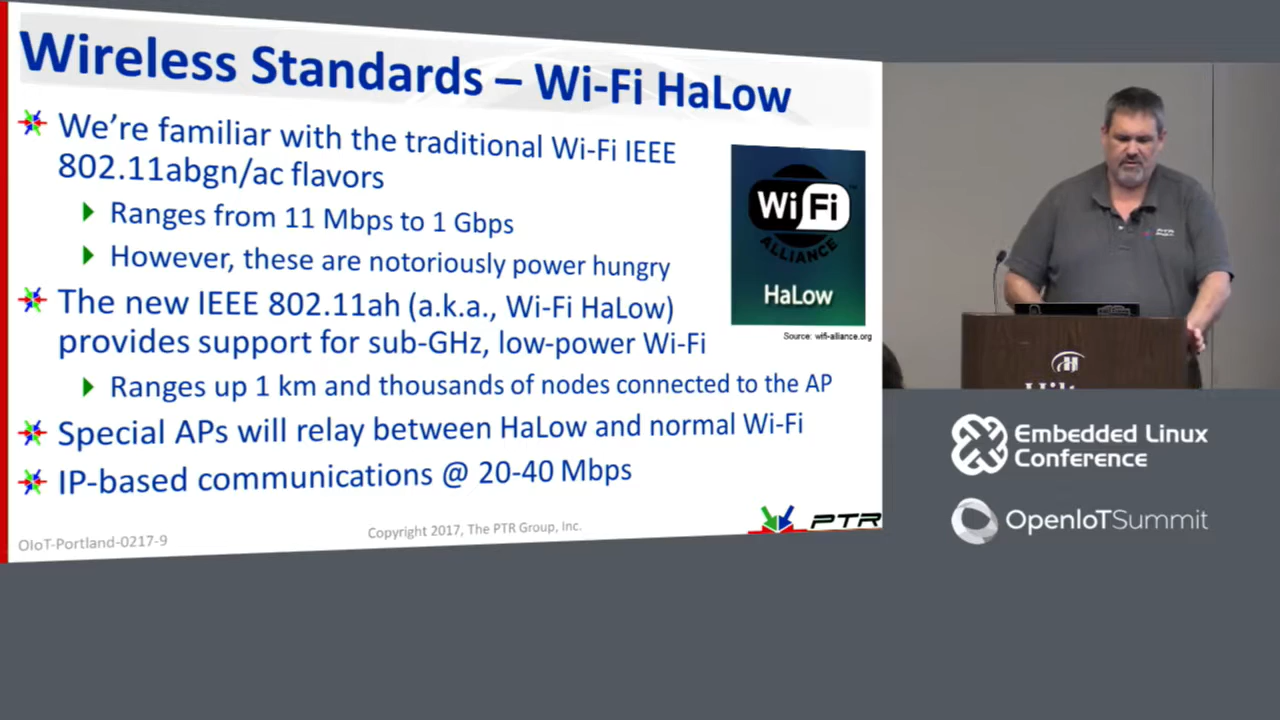 Wireless Standards – Wi-Fi HaLow
We're familiar with the traditional Wi-Fi IEEE
802.11abgn/ac flavors
Ranges from 11 Mbps to 1 Gbps
However, these are notoriously power hungry
The new IEEE 802.11ah (a.k.a., Wi-Fi HaLow)
provides support for sub-GHz, low-power Wi-Fi
Ranges up 1 km and thousands of nodes connected to the AP
Special APs will relay between HaLow and normal Wi-Fi
IP-based communications @ 20-40 Mbps
Wi Fi
ALLIANCE
HaLow
Source: wifi-alliance.org
OIoT-Portland-0217-9
Copyright 2017, The PTR Group, Inc.
PTR
Embedded Linux
Conference
OpenIoTSummit